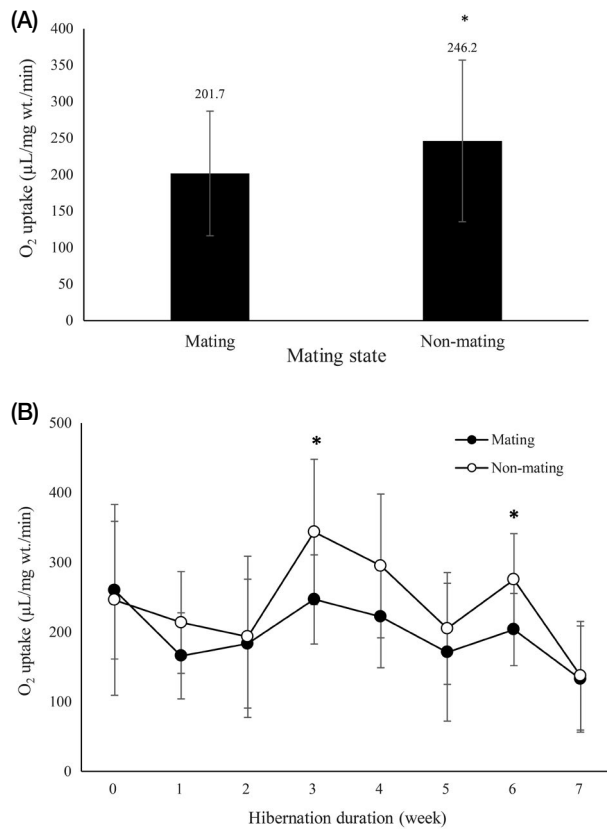 (A)
400
350
300
250
200
150
100
50
0
O2 uptake (µL/mg wt./min)
201.7
*
246.2
Mating
Non-mating
Mating state
(B)
500
400
300
200
100
0
O2 uptake (µL/mg wt./min)
*
*
Mating
Non-mating
0 1 2 3 4 5 6 7
Hibernation duration (week)